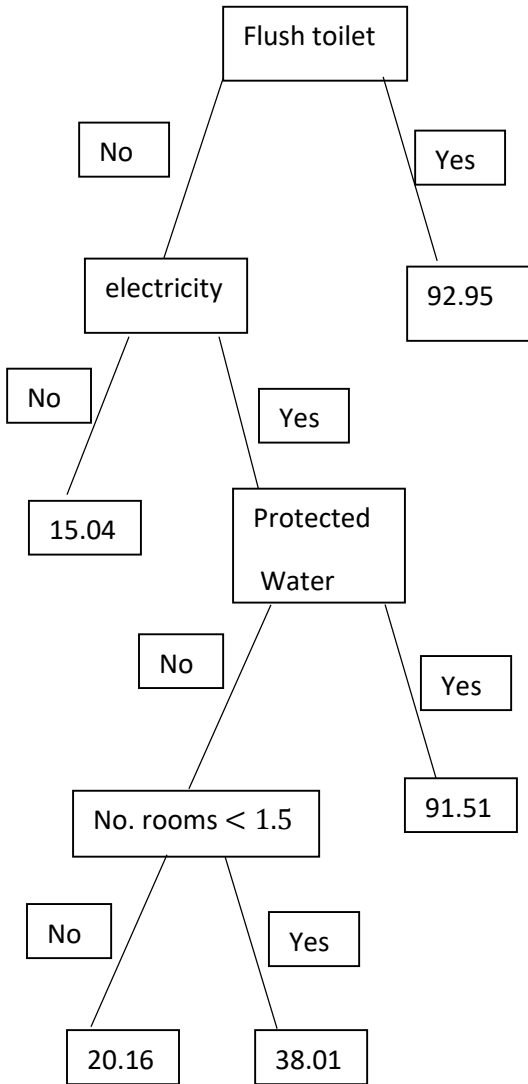 Flush toilet
No
Yes
electricity
92.95
No
Yes
15.04
Protected
Water
No
Yes
No. rooms < 1.5
91.51
No
Yes
20.16
38.01